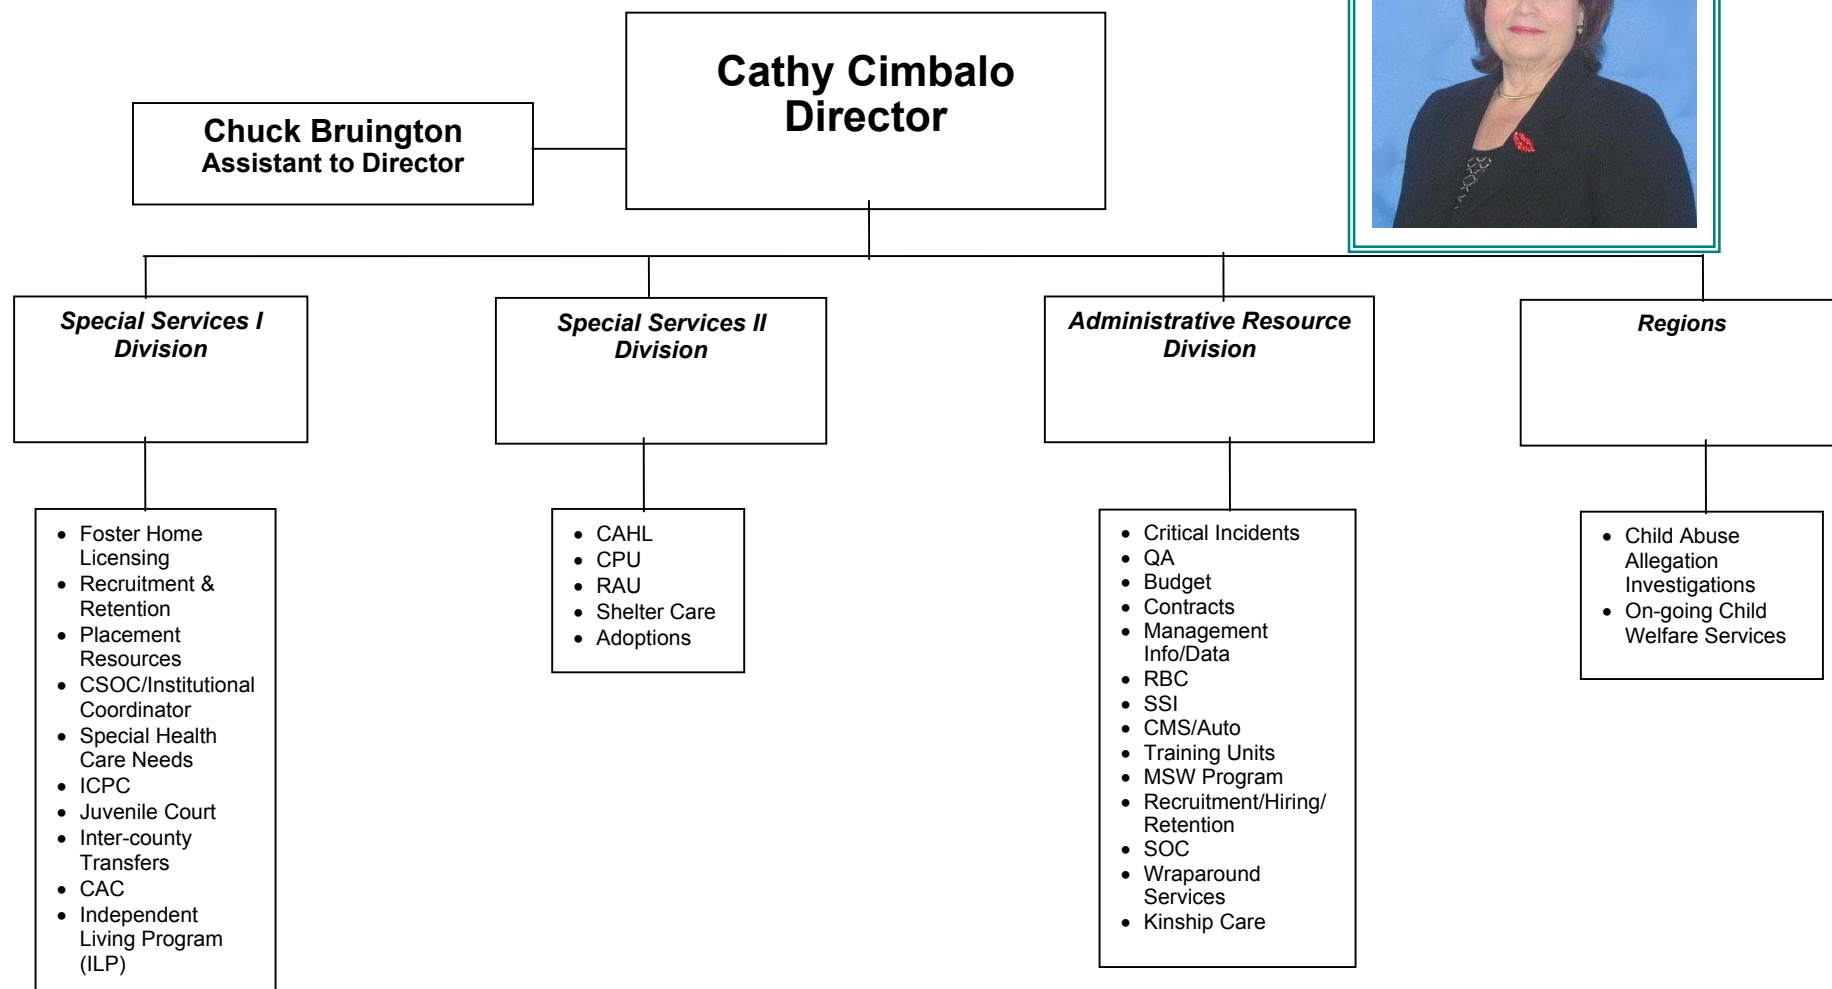 Cathy Cimbalo
Director
Chuck Bruington
Assistant to Director
Special Services I
Division
Special Services II
Division
Administrative Resource
Division
Regions
• Foster Home
Licensing
• Recruitment &
Retention
• Placement
Resources
• CSOC/Institutional
Coordinator
• Special Health
Care Needs
• ICPC
• Juvenile Court
• Inter-county
Transfers
• CAC
• Independent
Living Program
(ILP)
• CAHL
• CPU
• RAU
• Shelter Care
• Adoptions
• Critical Incidents
• QA
• Budget
• Contracts
• Management
Info/Data
• RBC
• SSI
• CMS/Auto
• Training Units
• MSW Program
• Recruitment/Hiring/
Retention
• SOC
• Wraparound
Services
• Kinship Care
• Child Abuse
Allegation
Investigations
• On-going Child
Welfare Services